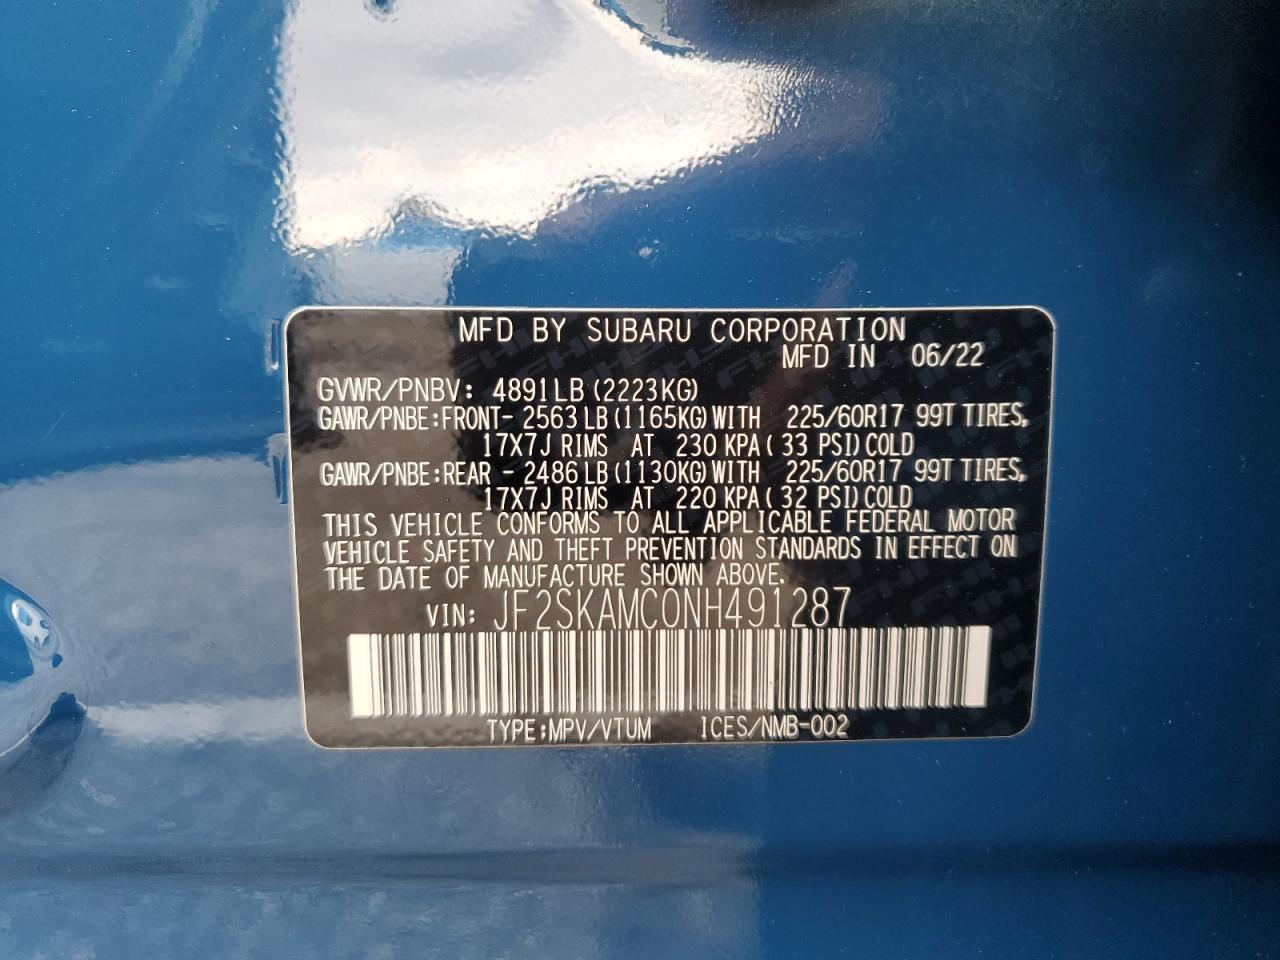 MFD BY SUBARU CORPORATION
MFD IN 06/22
GVWR/PNBV: 4891LB (2223KG)
GAWR/PNBE:FRONT- 2563 LB (1165KG) WITH 225/60R17 99T TIRES,
17X7J RIMS AT 230 KPA ( 33 PSI) COLD
GAWR/PNBE:REAR - 2486 LB (1130KG) WITH 225/60R17 99T TIRES,
17X7J RIMS AT 220 KPA ( 32 PSI) COLD
THIS VEHICLE CONFORMS TO ALL APPLICABLE FEDERAL MOTOR
VEHICLE SAFETY AND THEFT PREVENTION STANDARDS IN EFFECT ON
THE DATE OF MANUFACTURE SHOWN ABOVE.
VIN: JF2SKAMC0NH491287
TYPE:MPV/VTUM ICES/NMB-002